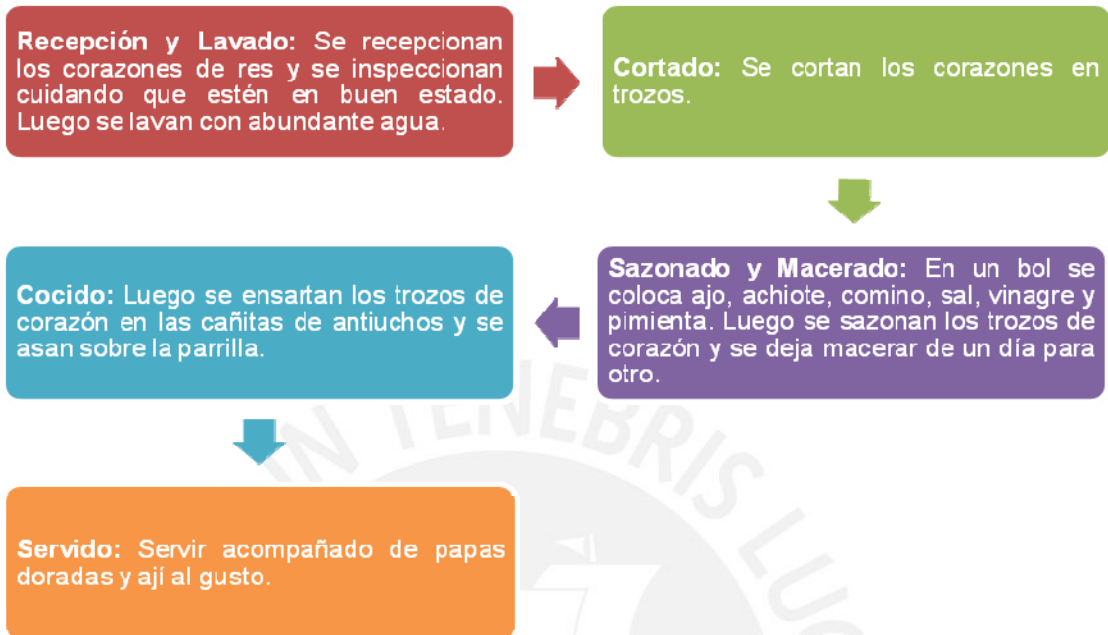 Recepción y Lavado: Se recepcionan
los corazones de res y se inspeccionan
cuidando que estén en buen estado.
Luego se lavan con abundante agua.
Cortado: Se cortan los corazones en
trozos.
Sazonado y Macerado: En un bol se
coloca ajo, achiote, comino, sal, vinagre y
pimienta. Luego se sazonan los trozos de
corazón y se deja macerar de un día para
otro.
Cocido: Luego se ensartan los trozos de
corazón en las cañitas de antiuchos y se
asan sobre la parrilla.
Servido: Servir acompañado de papas
doradas y ají al gusto.
IN TENEBRIS LUC